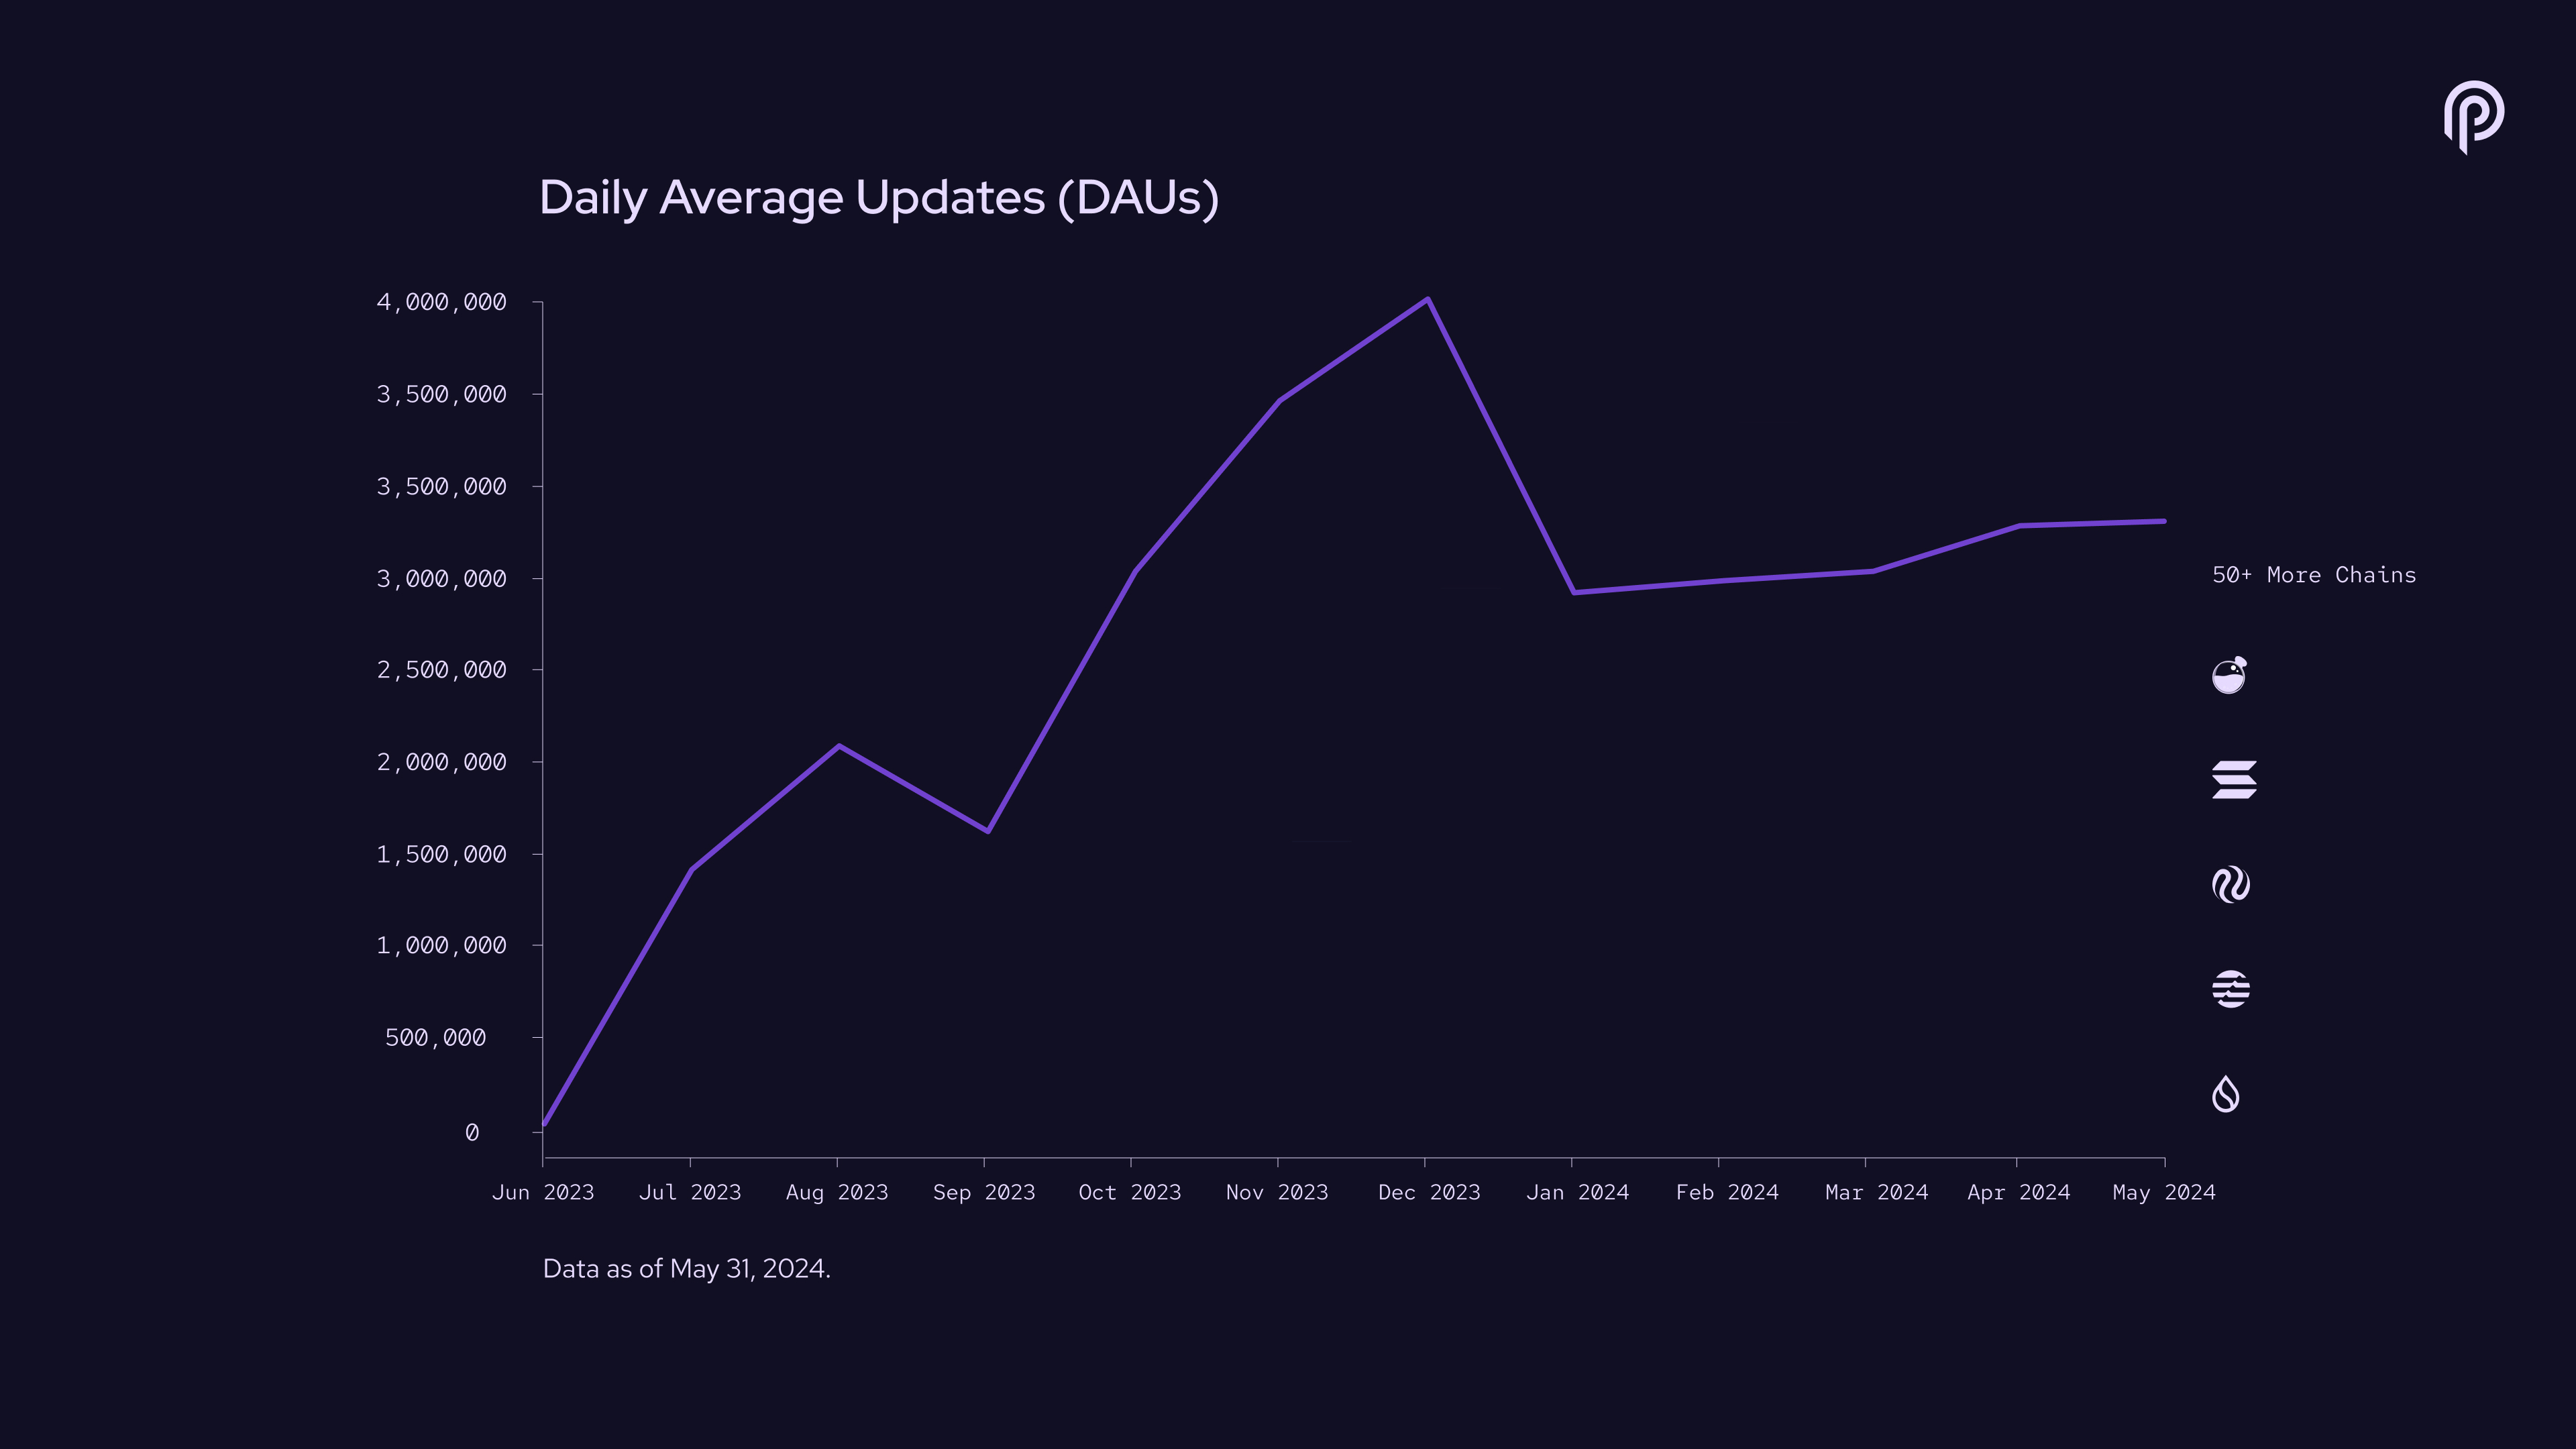 Daily Average Updates (DAUs)
4,000,000
3,500,000
3,500,000
3,000,000
2,500,000
2,000,000
1,500,000
1,000,000
500,000
0
50+ More Chains
Jun 2023 Jul 2023 Aug 2023 Sep 2023 Oct 2023 Nov 2023 Dec 2023 Jan 2024 Feb 2024 Mar 2024 Apr 2024 May 2024
Data as of May 31, 2024.